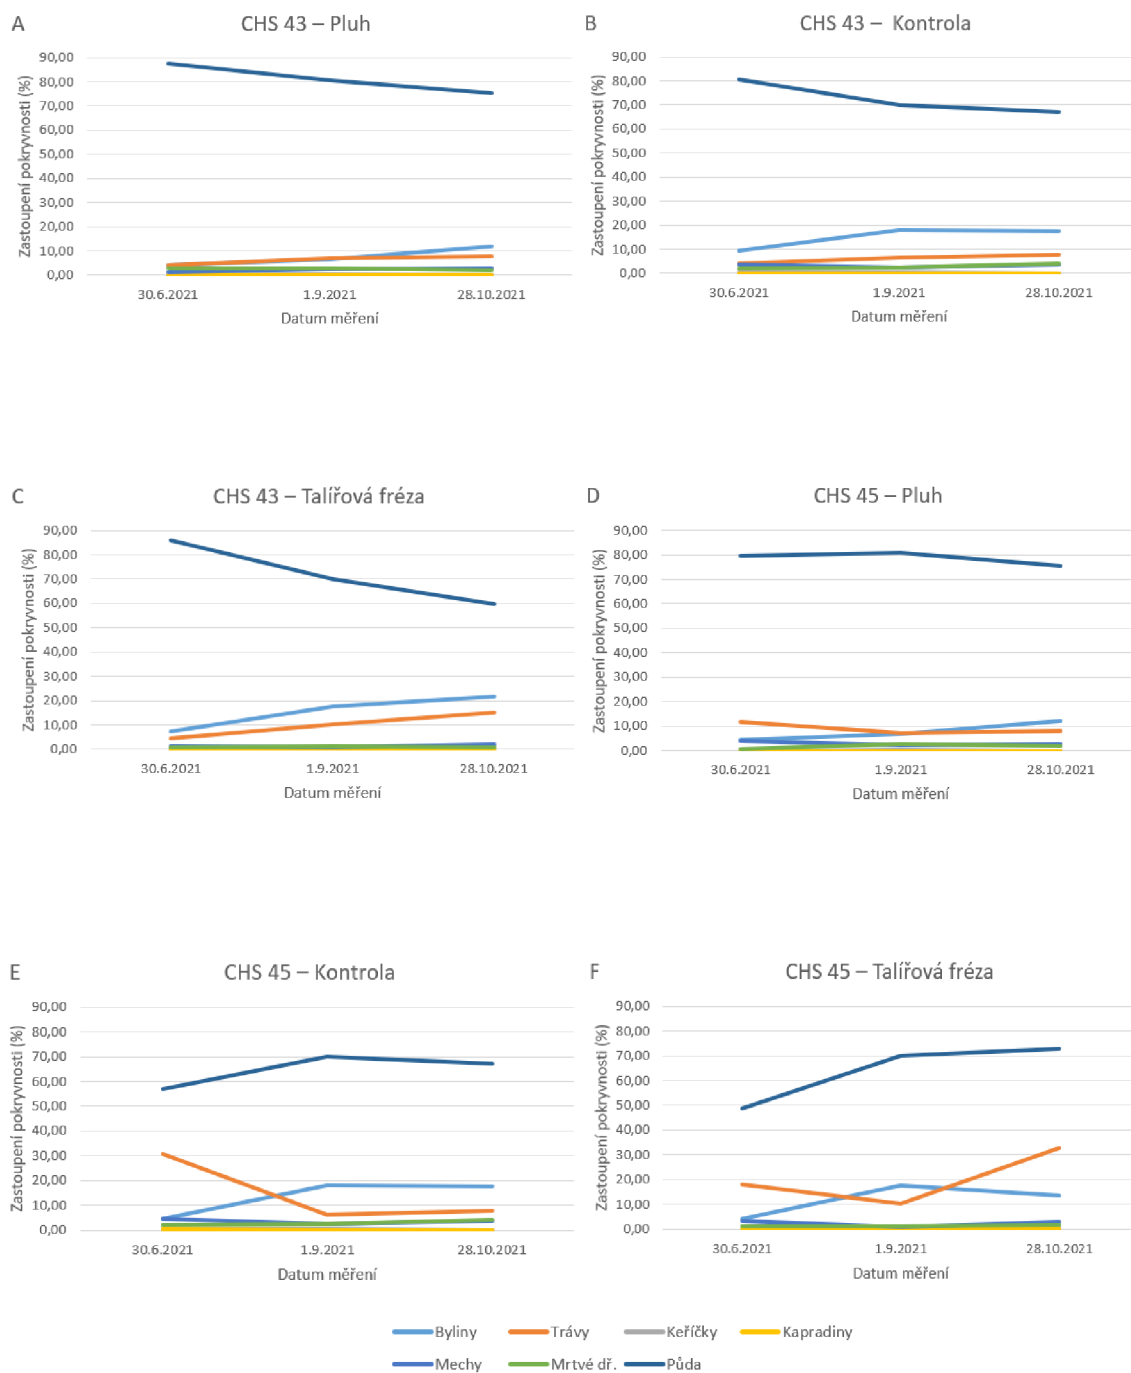 A
CHS 43 – Pluh
Zastoupení pokryvnosti (%)
90,00
80,00
70,00
60,00
50,00
40,00
30,00
20,00
10,00
0,00
30.6.2021 1.9.2021 28.10.2021
Datum měření
B
CHS 43 – Kontrola
Zastoupení pokryvnosti (%)
90,00
80,00
70,00
60,00
50,00
40,00
30,00
20,00
10,00
0,00
30.6.2021 1.9.2021 28.10.2021
Datum měření
C
CHS 43 – Talířová fréza
Zastoupení pokryvnosti (%)
90,00
80,00
70,00
60,00
50,00
40,00
30,00
20,00
10,00
0,00
30.6.2021 1.9.2021 28.10.2021
Datum měření
D
CHS 45 – Pluh
Zastoupení pokryvnosti (%)
90,00
80,00
70,00
60,00
50,00
40,00
30,00
20,00
10,00
0,00
30.6.2021 1.9.2021 28.10.2021
Datum měření
E
CHS 45 – Kontrola
Zastoupení pokryvnosti (%)
90,00
80,00
70,00
60,00
50,00
40,00
30,00
20,00
10,00
0,00
30.6.2021 1.9.2021 28.10.2021
Datum měření
F
CHS 45 – Talířová fréza
Zastoupení pokryvnosti (%)
90,00
80,00
70,00
60,00
50,00
40,00
30,00
20,00
10,00
0,00
30.6.2021 1.9.2021 28.10.2021
Datum měření
Byliny Trávy Keříčky Kapradiny
Mechy Mrtvé dř. Půda